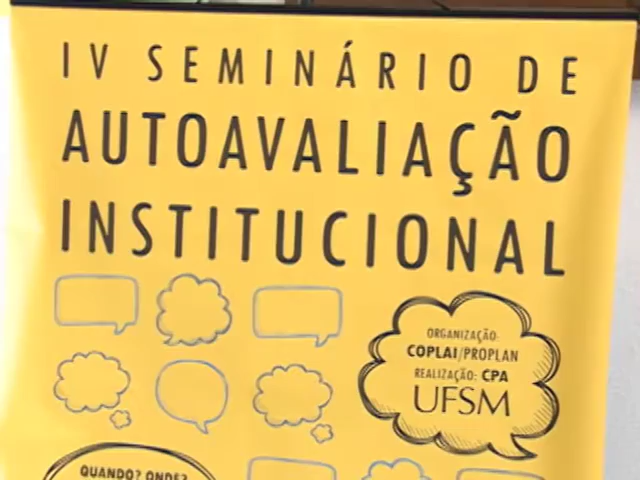 IV SEMINÁRIO DE
AUTOAVALIAÇÃO
INSTITUCIONAL
ORGANIZAÇÃO:
COPLAI/PROPLAN
REALIZAÇÃO: CPA
UFSM
QUANDO? ONDE?